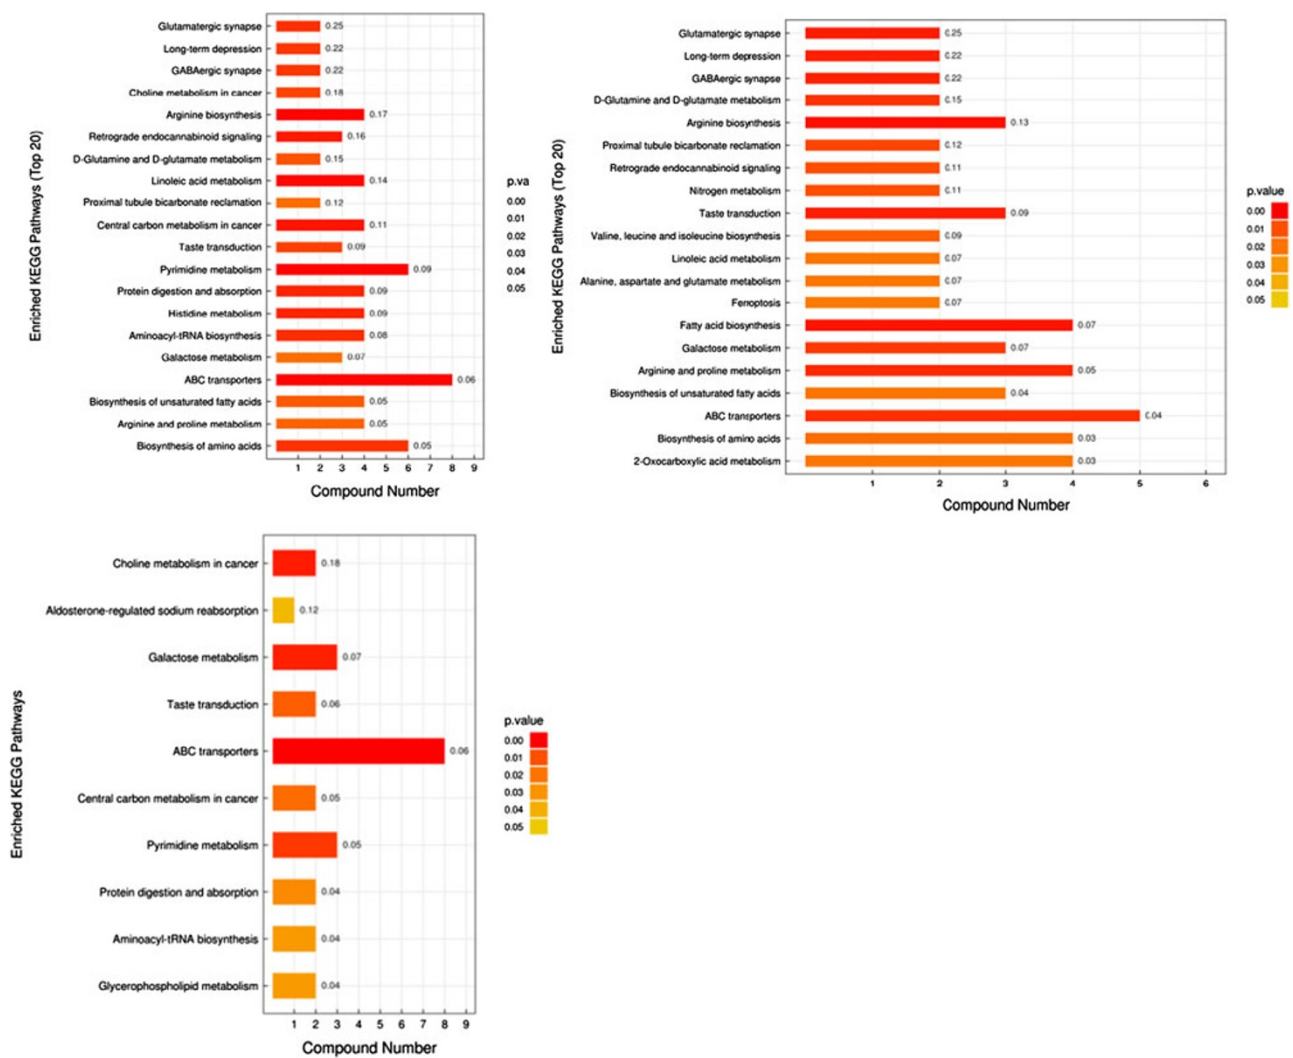 Enriched KEGG Pathways (Top 20)
Glutamatergic synapse 0.25
Long-term depression 0.22
GABAergic synapse 0.22
Choline metabolism in cancer 0.18
Arginine biosynthesis 0.17
Retrograde endocannabinoid signaling 0.16
D-Glutamine and D-glutamate metabolism 0.15
Linoleic acid metabolism 0.14
Proximal tubule bicarbonate reclamation 0.12
Central carbon metabolism in cancer 0.11
Taste transduction 0.09
Pyrimidine metabolism 0.09
Protein digestion and absorption 0.09
Histidine metabolism 0.09
Aminoacyl-tRNA biosynthesis 0.08
Galactose metabolism 0.07
ABC transporters 0.06
Biosynthesis of unsaturated fatty acids 0.05
Arginine and proline metabolism 0.05
Biosynthesis of amino acids 0.05
1 2 3 4 5 6 7 8 9
Compound Number
p.va
0.00
0.01
0.02
0.03
0.04
0.05
Enriched KEGG Pathways (Top 20)
Glutamatergic synapse 0.25
Long-term depression 0.22
GABAergic synapse 0.22
D-Glutamine and D-glutamate metabolism 0.15
Arginine biosynthesis 0.13
Proximal tubule bicarbonate reclamation 0.12
Retrograde endocannabinoid signaling 0.11
Nitrogen metabolism 0.11
Taste transduction 0.09
Valine, leucine and isoleucine biosynthesis 0.09
Linoleic acid metabolism 0.07
Alanine, aspartate and glutamate metabolism 0.07
Ferroptosis 0.07
Fatty acid biosynthesis 0.07
Galactose metabolism 0.07
Arginine and proline metabolism 0.05
Biosynthesis of unsaturated fatty acids 0.04
ABC transporters 0.04
Biosynthesis of amino acids 0.03
2-Oxocarboxylic acid metabolism 0.03
1 2 3 4 5 6
Compound Number
p.value
0.00
0.01
0.02
0.03
0.04
0.05
Enriched KEGG Pathways
Choline metabolism in cancer 0.18
Aldosterone-regulated sodium reabsorption 0.12
Galactose metabolism 0.07
Taste transduction 0.06
ABC transporters 0.06
Central carbon metabolism in cancer 0.05
Pyrimidine metabolism 0.05
Protein digestion and absorption 0.04
Aminoacyl-tRNA biosynthesis 0.04
Glycerophospholipid metabolism 0.04
1 2 3 4 5 6 7 8 9
Compound Number
p.value
0.00
0.01
0.02
0.03
0.04
0.05